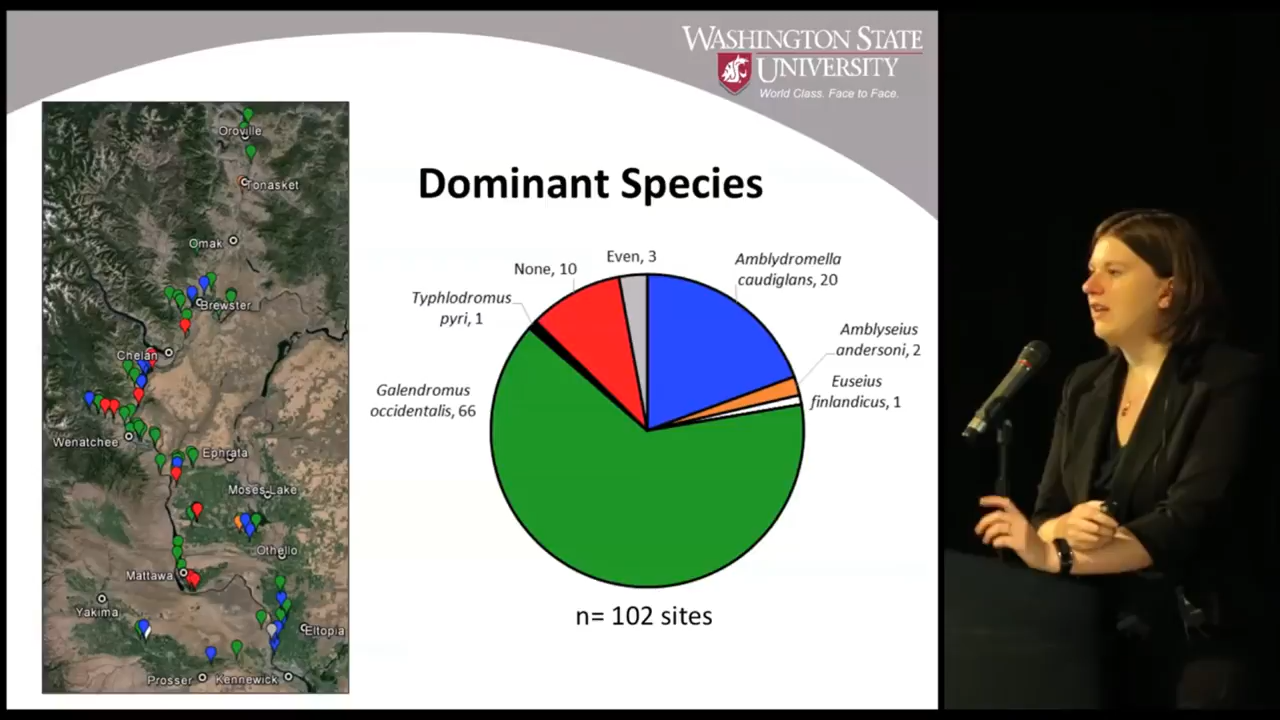 WASHINGTON STATE
UNIVERSITY
World Class. Face to Face.
Oroville
Tonasket
Omak
Brewster
Chelan
Wenatchee
Ephrata
Moses Lake
Othello
Mattawa
Yakima
Eltopia
Prosser
Kennewick
Dominant Species
Even, 3
None, 10
Typhlodromus
pyri, 1
Galendromus
occidentalis, 66
Amblydromella
caudiglans, 20
Amblyseius
andersoni, 2
Euseius
finlandicus, 1
n= 102 sites